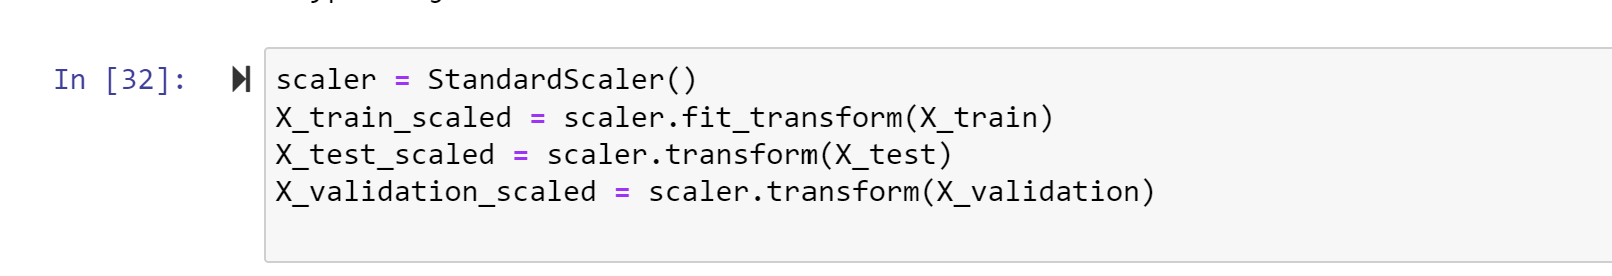 In [32]:
scaler = StandardScaler()
X_train_scaled = scaler.fit_transform(X_train)
X_test_scaled = scaler.transform(X_test)
X_validation_scaled = scaler.transform(X_validation)